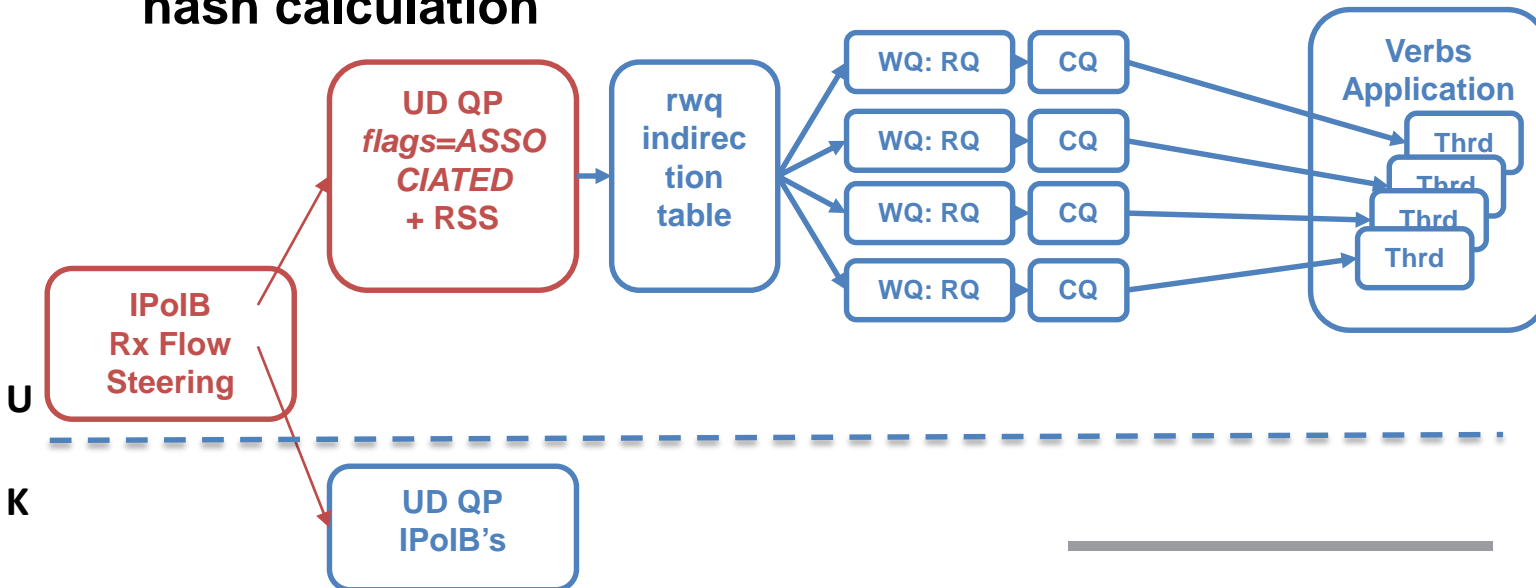 hash calculation
UD QP
flags=ASSO
CIATED
+ RSS
rwq
indirec
tion
table
WQ: RQ
CQ
WQ: RQ
CQ
WQ: RQ
CQ
WQ: RQ
CQ
Verbs
Application
Thrd
Thrd
Thrd
Thrd
IPoIB
Rx Flow
Steering
U
K
UD QP
IPoIB's